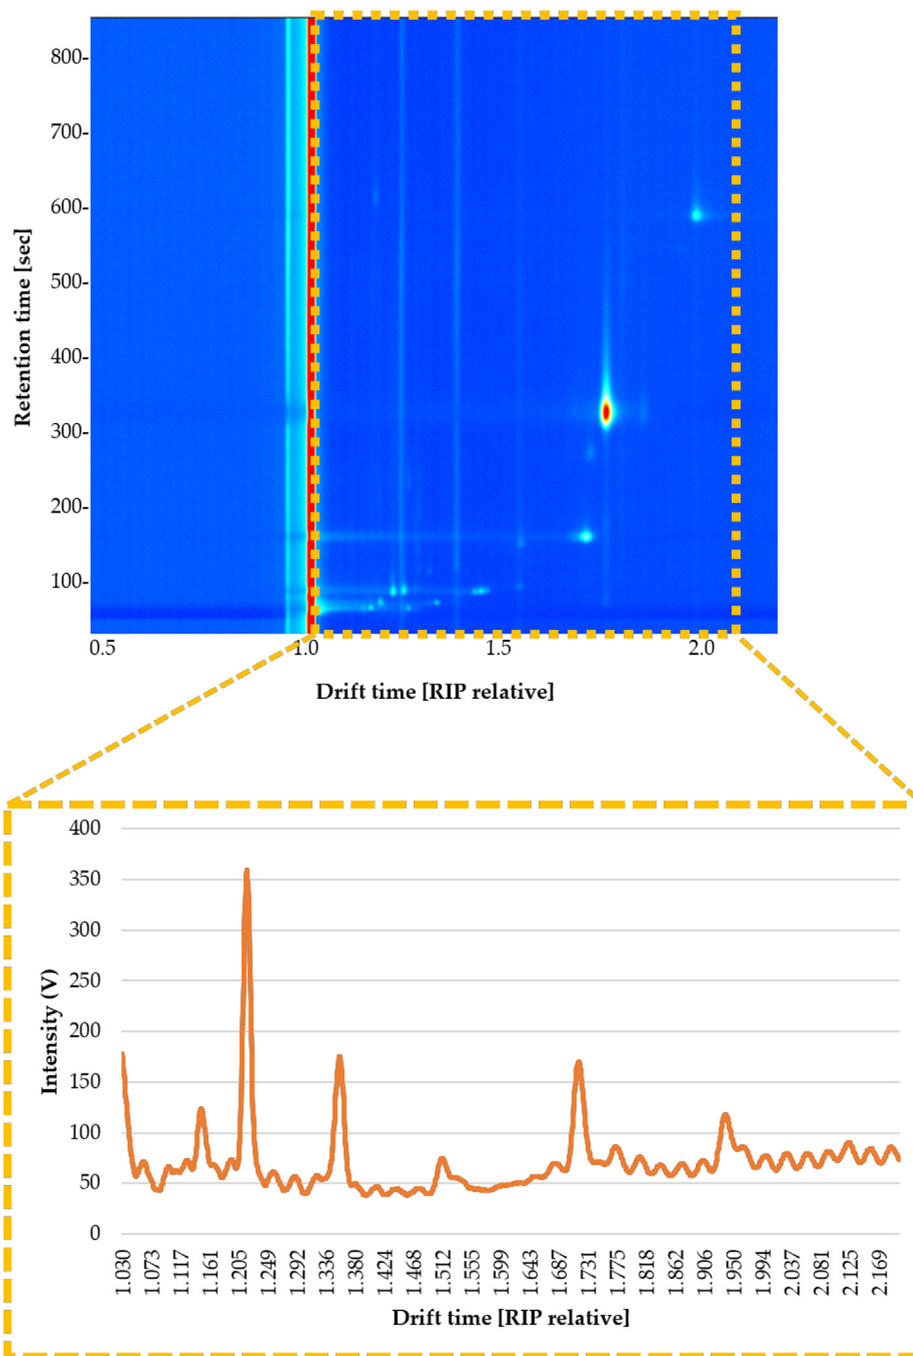 800-
700-
600-
500-
400-
300-
200-
100-
Retention time [sec]
0.5 1.0 1.5 2.0
Drift time [RIP relative]
400
350
300
250
200
150
100
50
0
Intensity (V)
1.030 1.073 1.117 1.161 1.205 1.249 1.292 1.336 1.380 1.424 1.468 1.512 1.555 1.599 1.643 1.687 1.731 1.775 1.818 1.862 1.906 1.950 1.994 2.037 2.081 2.125 2.169
Drift time [RIP relative]